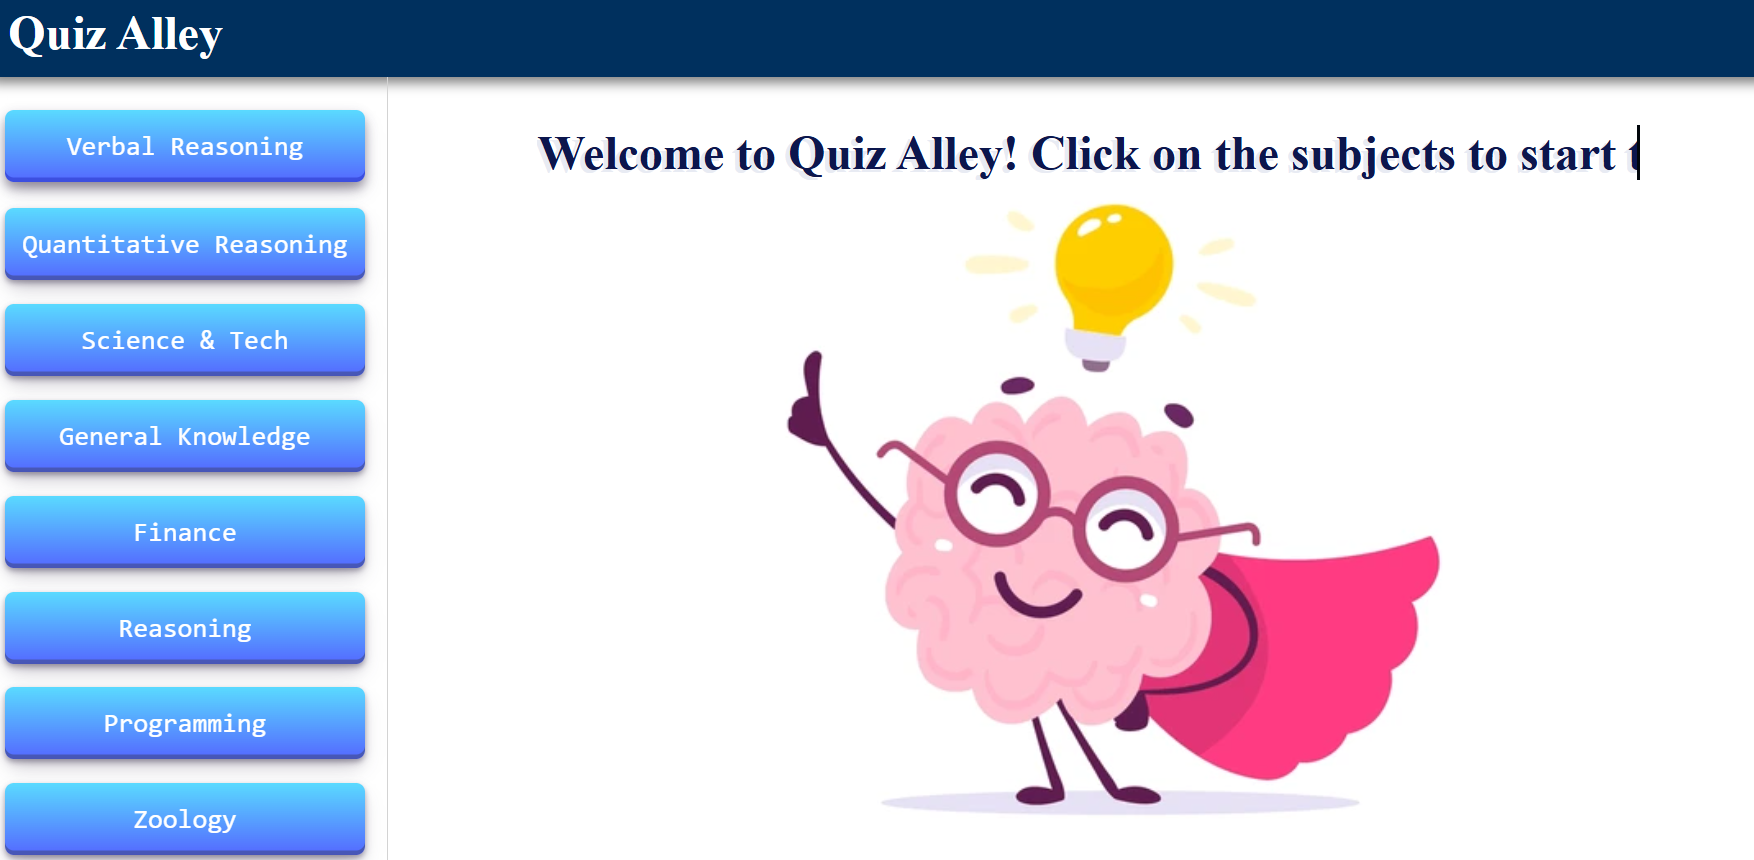 Quiz Alley
Verbal Reasoning
Quantitative Reasoning
Science & Tech
General Knowledge
Finance
Reasoning
Programming
Zoology
Welcome to Quiz Alley! Click on the subjects to start t